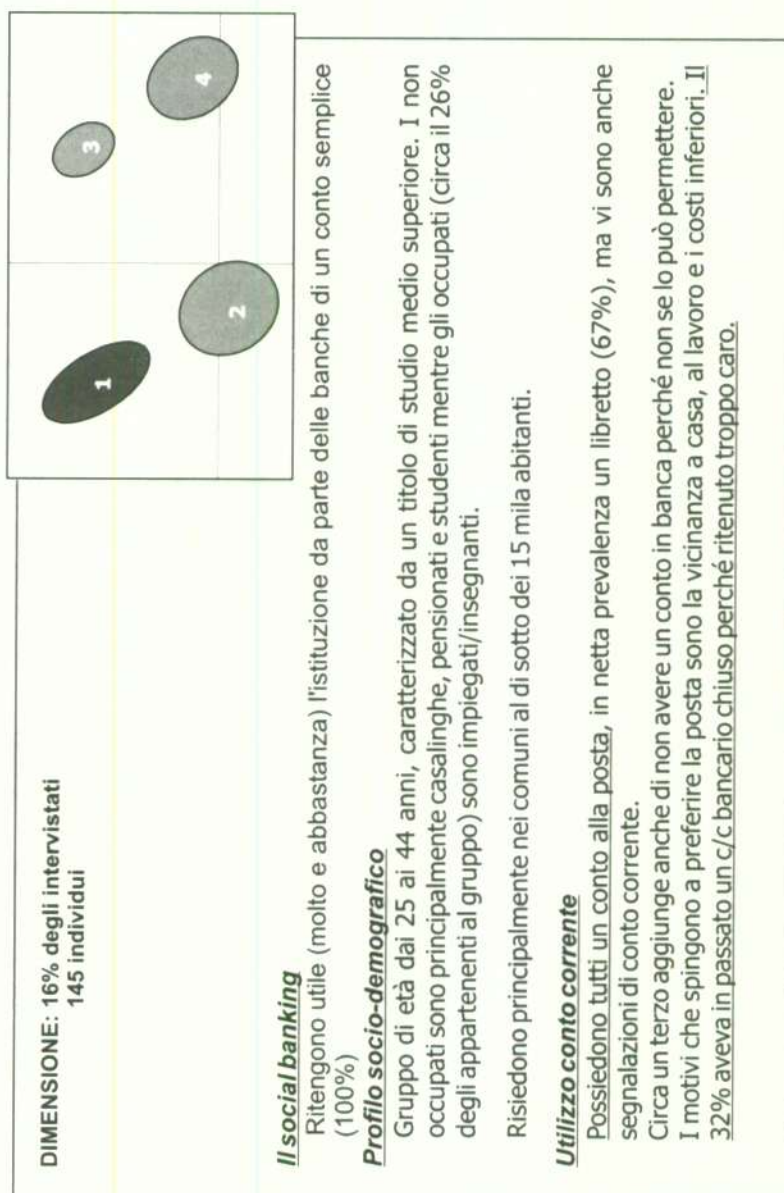 DIMENSIONE: 16% degli intervistati
145 individui
1
2
3
4
Il social banking
Ritengono utile (molto e abbastanza) l'istituzione da parte delle banche di un conto semplice
(100%)
Profilo socio-demografico
Gruppo di età dai 25 ai 44 anni, caratterizzato da un titolo di studio medio superiore. I non
occupati sono principalmente casalinghe, pensionati e studenti mentre gli occupati (circa il 26%
degli appartenenti al gruppo) sono impiegati/insegnanti.
Risiedono principalmente nei comuni al di sotto dei 15 mila abitanti.
Utilizzo conto corrente
Possiedono tutti un conto alla posta, in netta prevalenza un libretto (67%), ma vi sono anche
segnalazioni di conto corrente.
Circa un terzo aggiunge anche di non avere un conto in banca perché non se lo può permettere.
I motivi che spingono a preferire la posta sono la vicinanza a casa, al lavoro e i costi inferiori. Il
32% aveva in passato un c/c bancario chiuso perché ritenuto troppo caro.